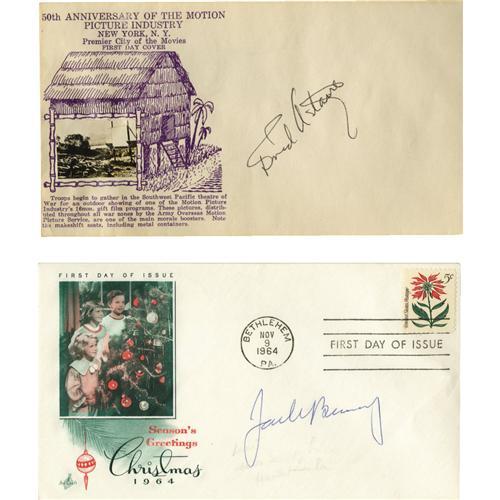 50th ANNIVERSARY OF THE MOTION
PICTURE INDUSTRY
NEW YORK, N. Y.
Premier City of the Movies
FIRST DAY COVER
Troops begin to gather in the Southwest Pacific theatre of
War for an outdoor showing of one of the Motion Picture
Industry's 16mm. gift film programs. These pictures, distrib-
uted throughout all war zones by the Army Overseas Motion
Picture Service, are one of the main morale boosters. Note
the makeshift seats, including metal containers.
Fred Astaire
FIRST DAY OF ISSUE
5¢
BETHLEHEM
NOV
9
1964
PA.
FIRST DAY OF ISSUE
Jack Benny
Season's
Greetings
Christmas
1964